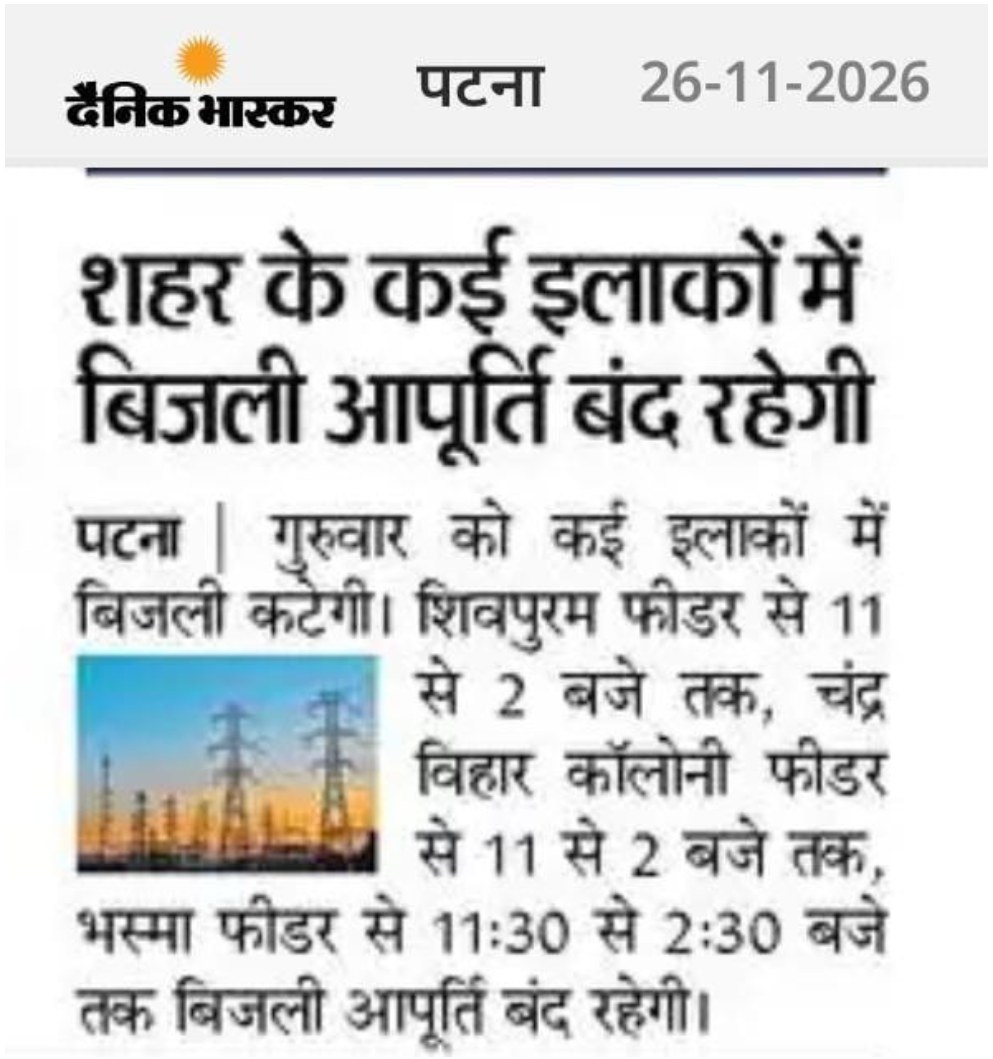 दैनिक भास्कर पटना 26-11-2026
शहर के कई इलाकों में
बिजली आपूर्ति बंद रहेगी
पटना | गुरुवार को कई इलाकों में
बिजली कटेगी। शिवपुरम फीडर से 11
से 2 बजे तक, चंद्र
विहार कॉलोनी फीडर
से 11 से 2 बजे तक,
भस्मा फीडर से 11:30 से 2:30 बजे
तक बिजली आपूर्ति बंद रहेगी।